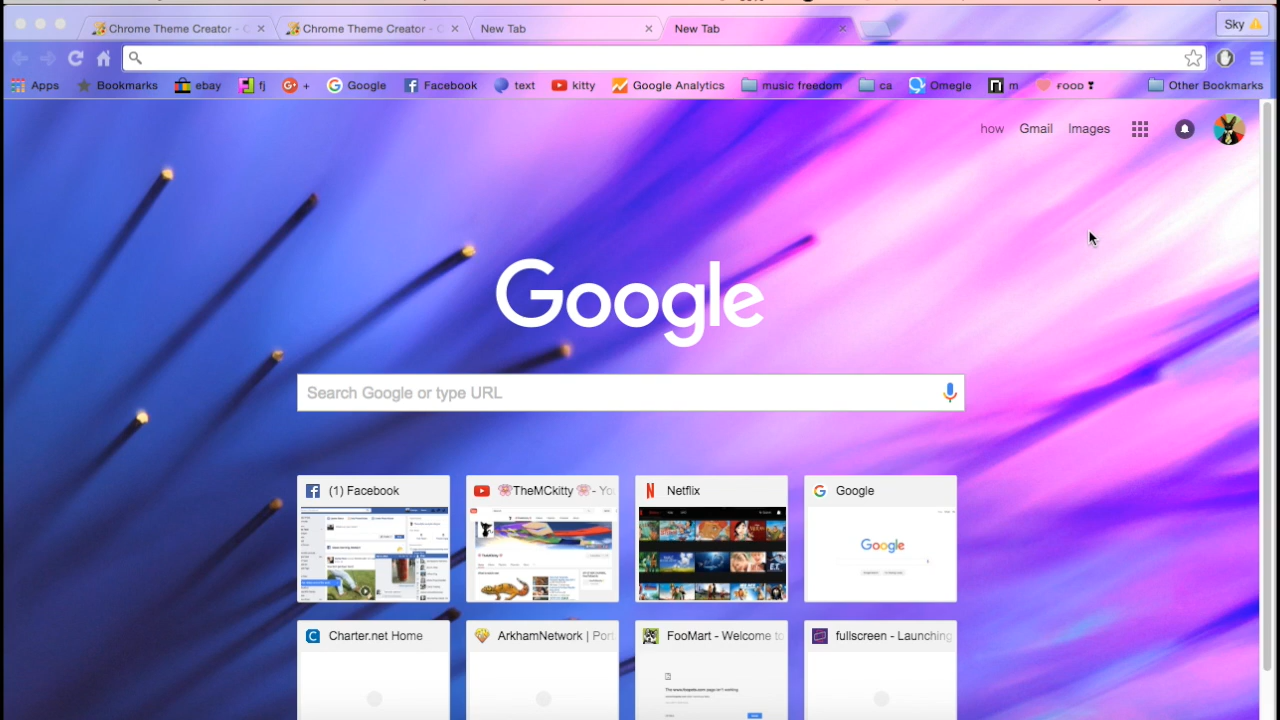 Chrome Theme Creator - C
Chrome Theme Creator - C
New Tab
New Tab
Sky
Apps
Bookmarks
ebay
fj
+
Google
Facebook
text
kitty
Google Analytics
music freedom
ca
Omegle
m
FOOD
Other Bookmarks
how
Gmail
Images
Google
Search Google or type URL
(1) Facebook
🌸TheMCkitty🌸- Yo
Netflix
Google
Google
Charter.net Home
ArkhamNetwork | Port
FooMart - Welcome to
fullscreen - Launching